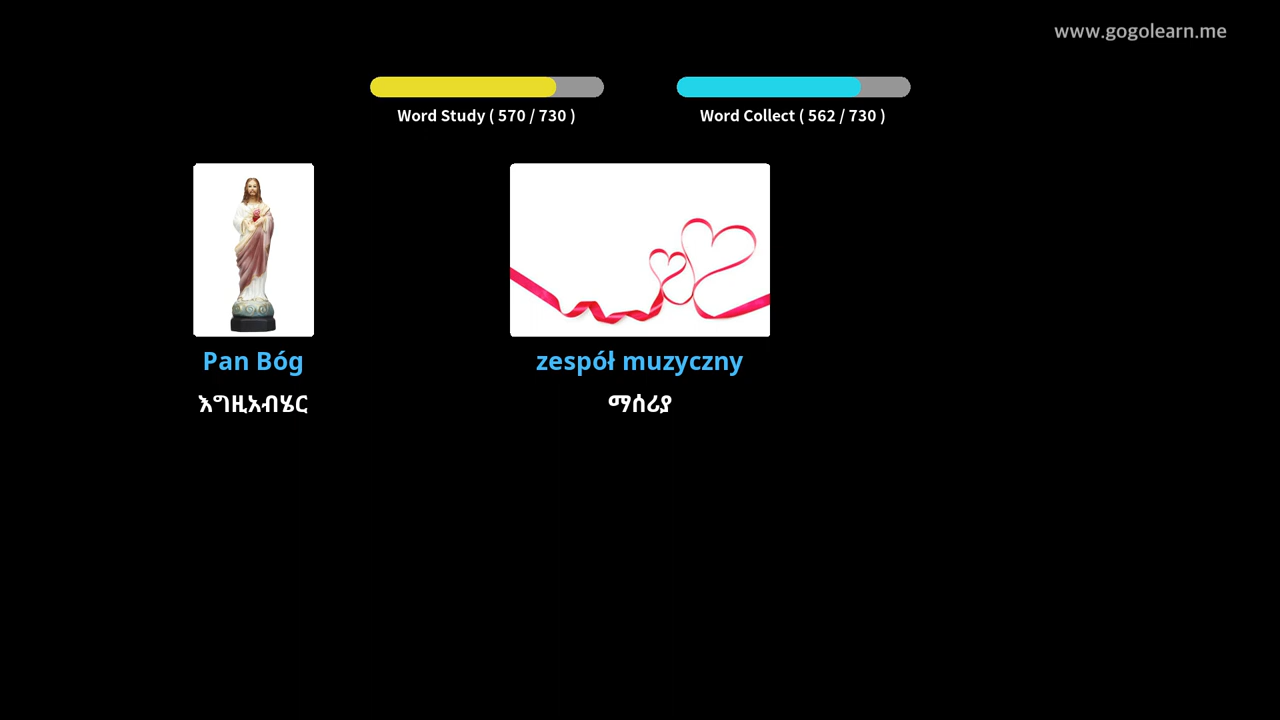 www.gogolearn.me
Word Study ( 570 / 730 )
Word Collect ( 562 / 730 )
Pan Bóg
zespół muzyczny
እግዚአብሄር
ማሰሪያ